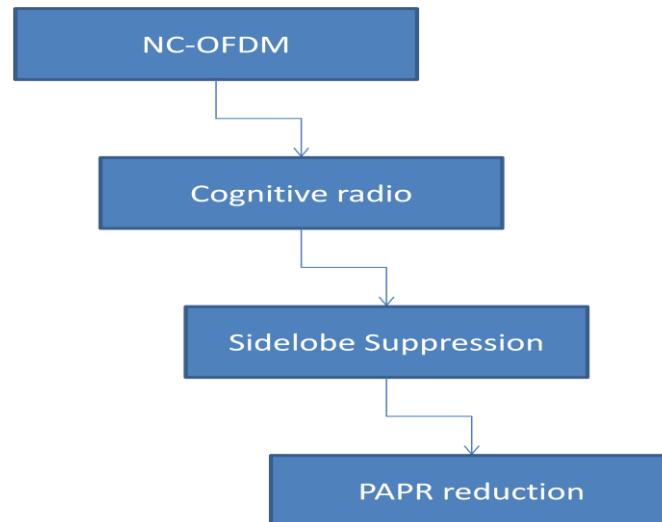 NC-OFDM
Cognitive radio
Sidelobe Suppression
PAPR reduction